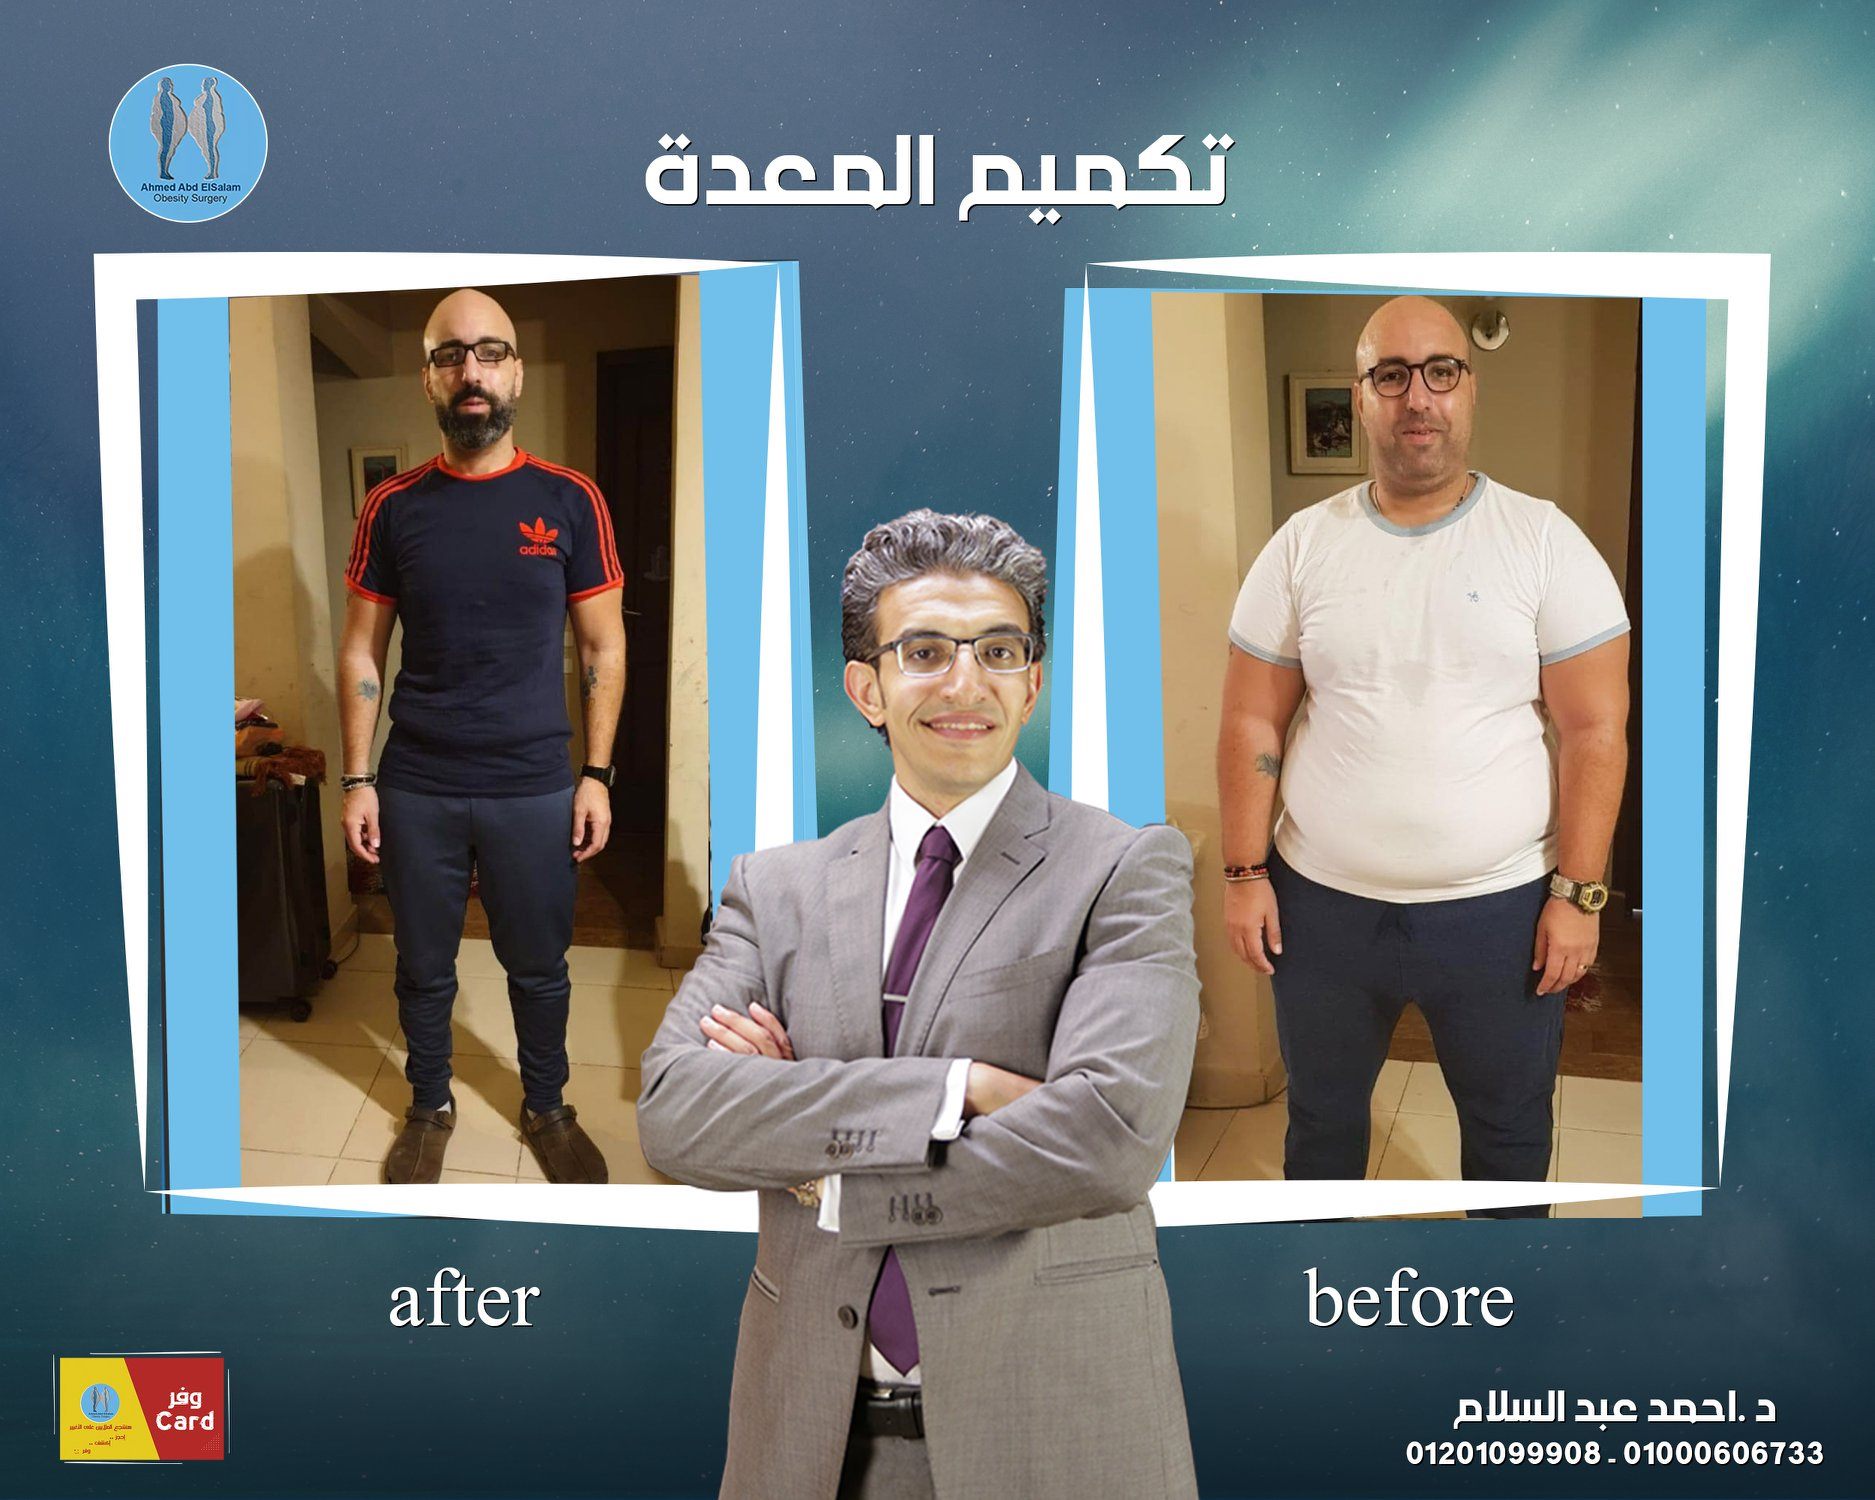 Ahmed Abd ElSalam
Obesity Surgery
تكميم المعدة
adidas
after
before
وفر
Card
د .احمد عبد السلام
01201099908 - 01000606733